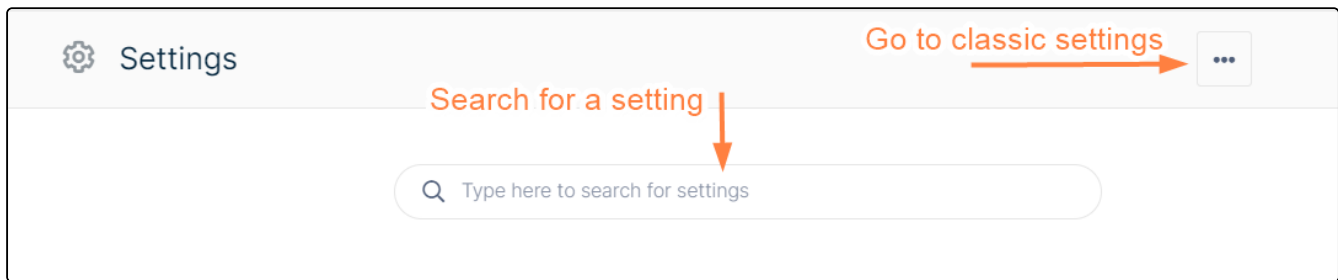 Settings
Go to classic settings
Search for a setting
Type here to search for settings